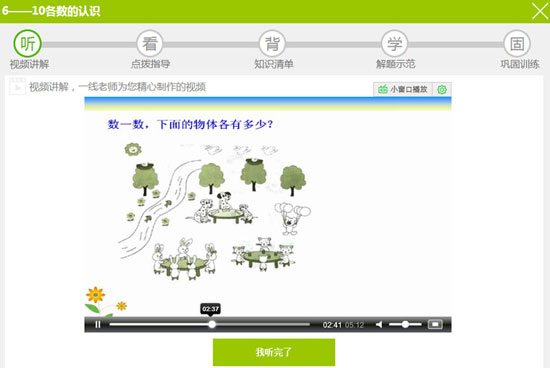 6——10各数的认识
听 看 背 学 固
视频讲解 点拨指导 知识清单 解题示范 巩固训练
视频讲解，一线老师为您精心制作的视频
小窗口播放
数一数，下面的物体各有多少？
02:37
02:41 05:12
我听完了